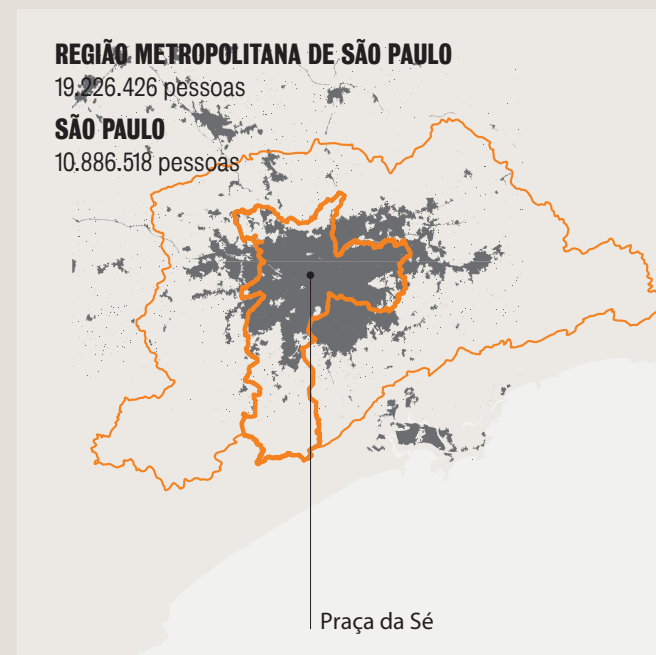 REGIÃO METROPOLITANA DE SÃO PAULO
19.226.426 pessoas
SÃO PAULO
10.886.518 pessoas
Praça da Sé